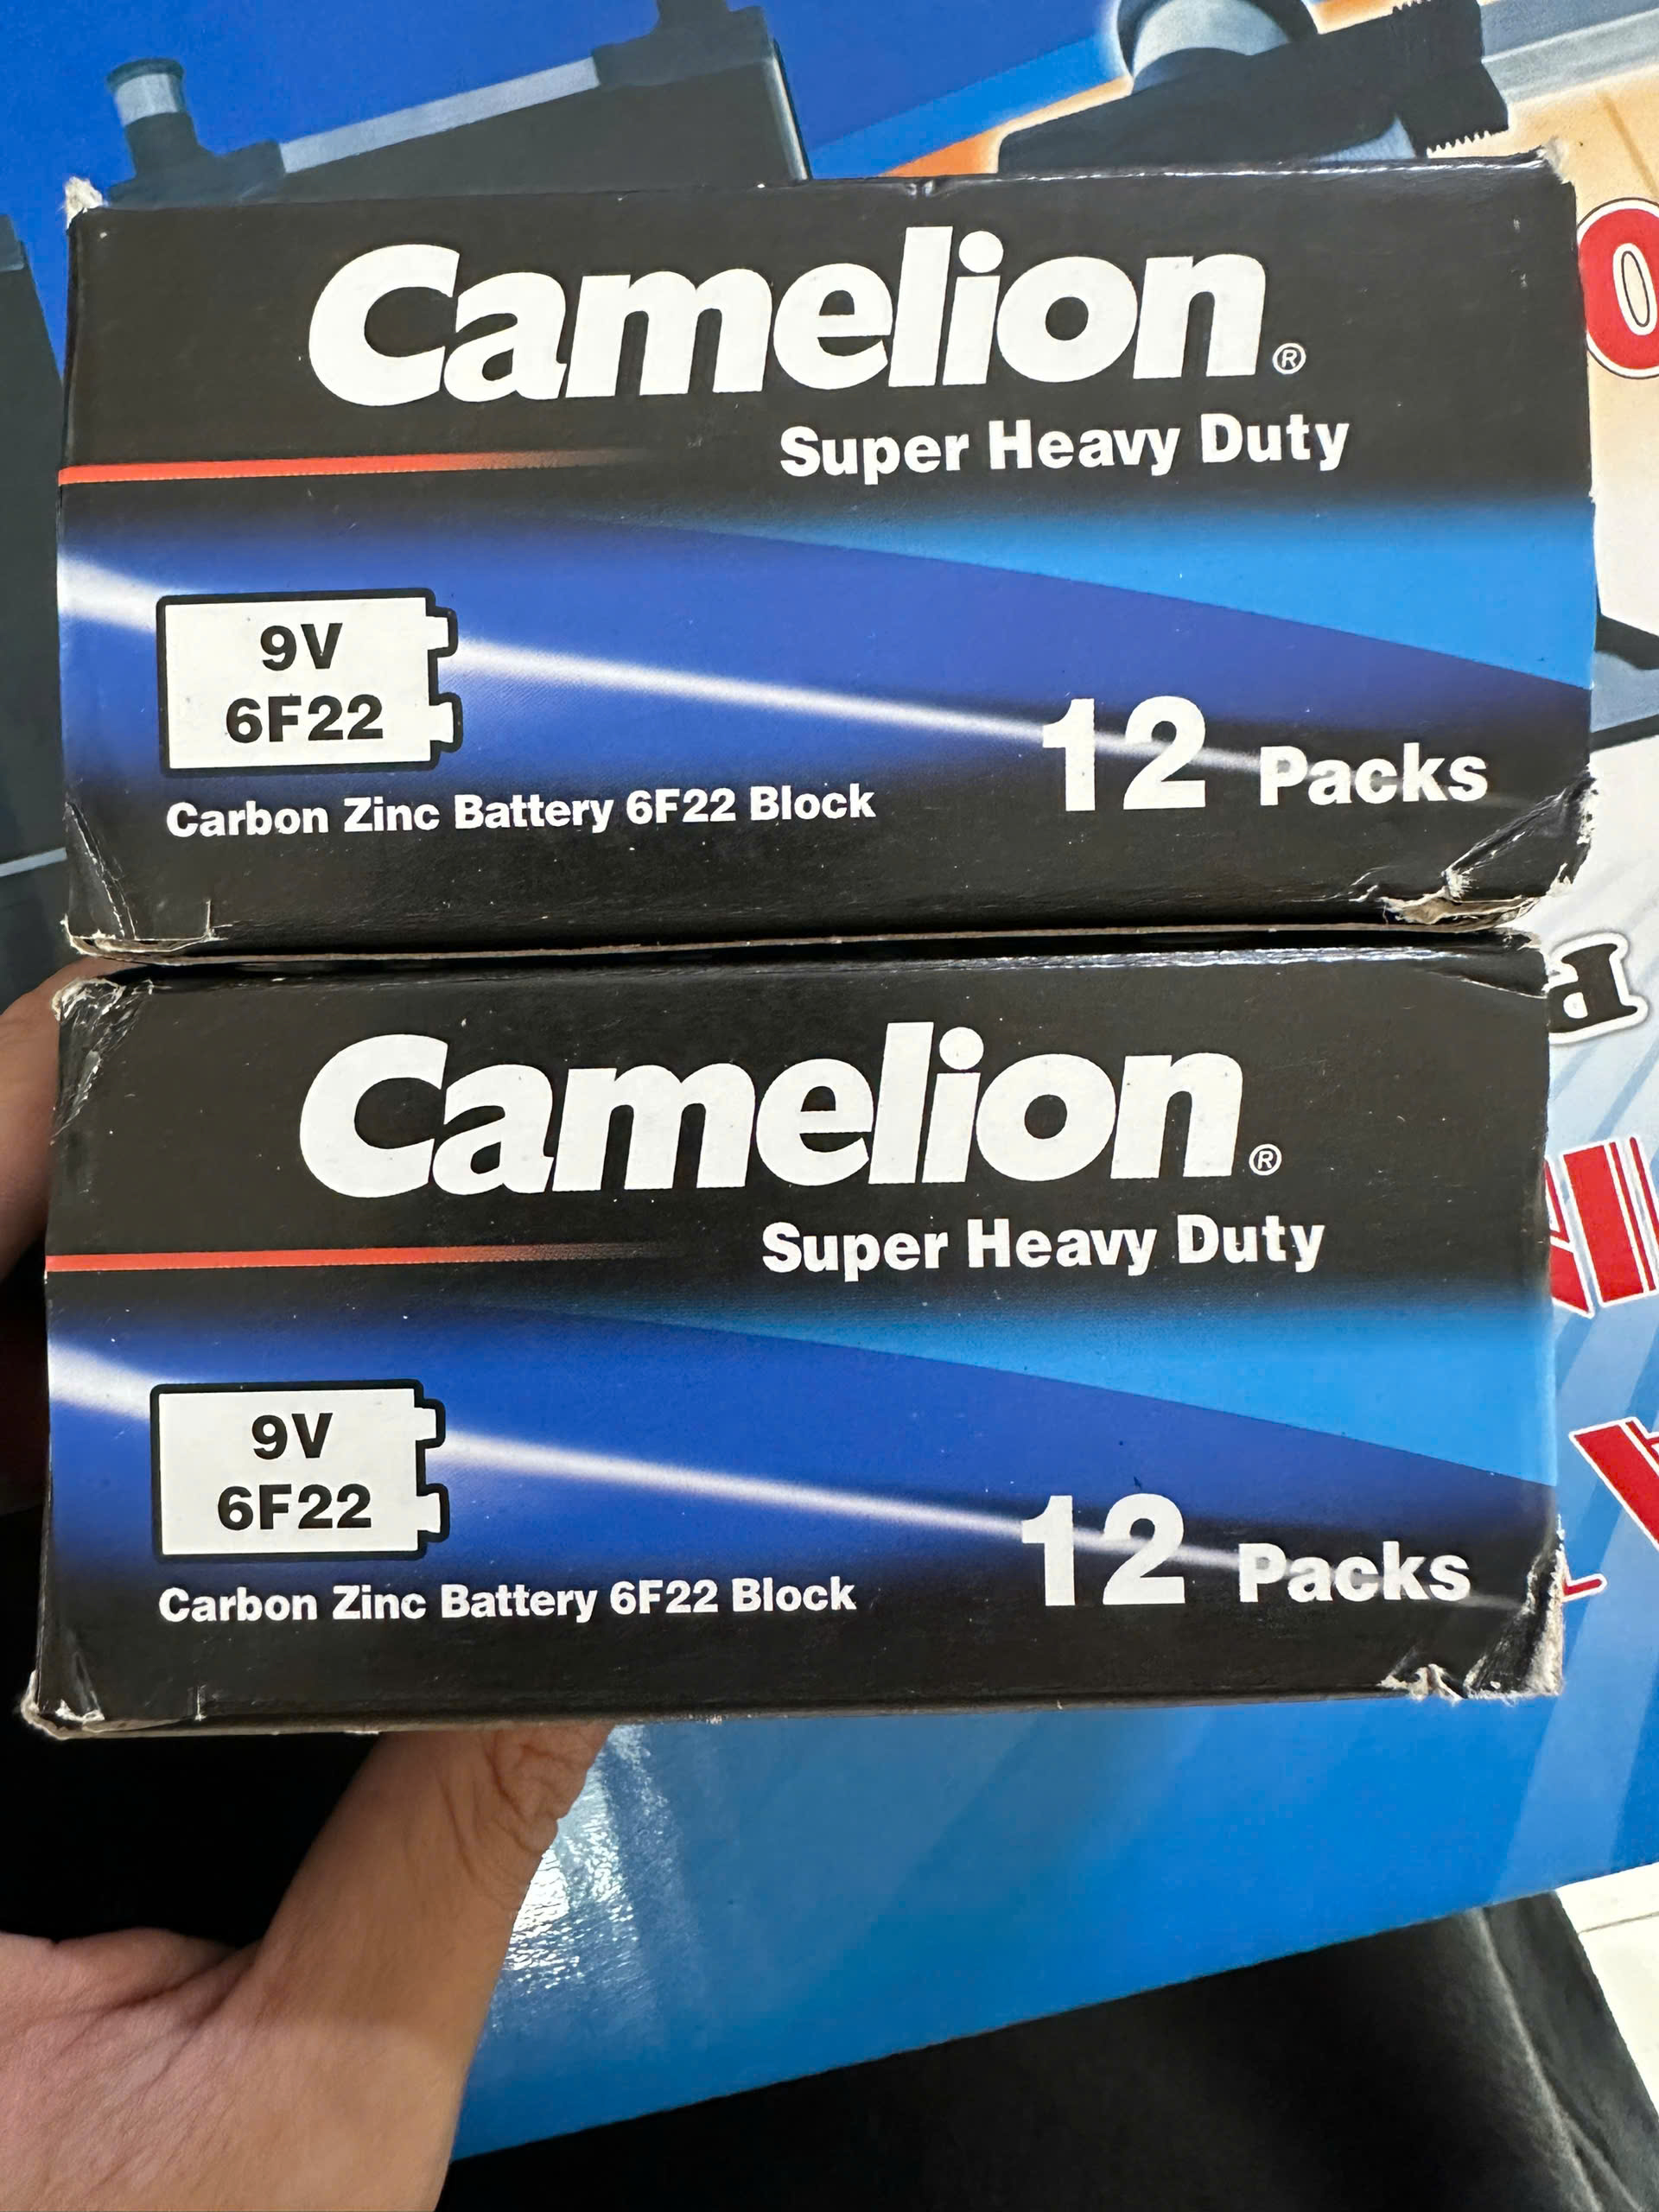 Camelion®
Super Heavy Duty
9V
6F22
12 Packs
Carbon Zinc Battery 6F22 Block
Camelion®
Super Heavy Duty
9V
6F22
12 Packs
Carbon Zinc Battery 6F22 Block